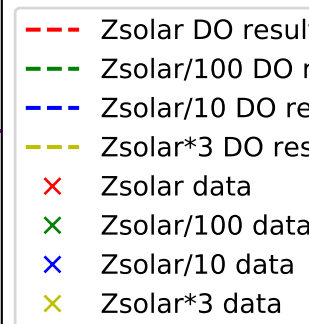 Zsolar DO resul
Zsolar/100 DO
Zsolar/10 DO re
Zsolar*3 DO res
Zsolar data
Zsolar/100 data
Zsolar/10 data
Zsolar*3 data